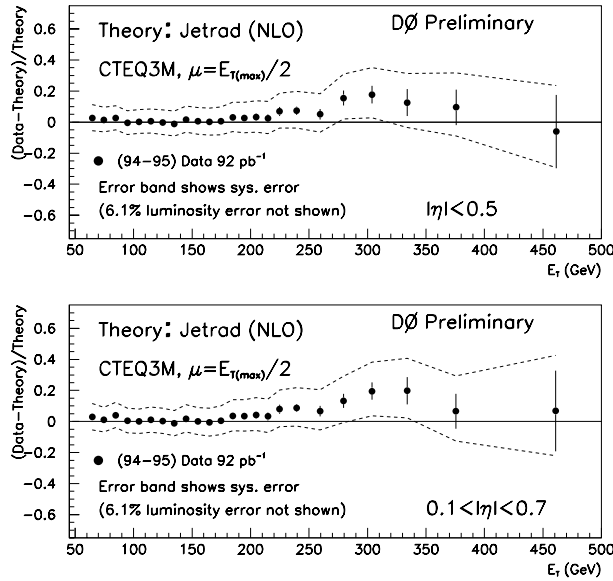 Theory: Jetrad (NLO)
DØ Preliminary
CTEQ3M, μ=E_T(max)/2
(Data-Theory)/Theory
0.6
0.4
0.2
0
-0.2
-0.4
-0.6
● (94-95) Data 92 pb⁻¹
Error band shows sys. error
(6.1% luminosity error not shown)
|η|<0.5
50 100 150 200 250 300 350 400 450 500
E_T (GeV)
Theory: Jetrad (NLO)
DØ Preliminary
CTEQ3M, μ=E_T(max)/2
(Data-Theory)/Theory
0.6
0.4
0.2
0
-0.2
-0.4
-0.6
● (94-95) Data 92 pb⁻¹
Error band shows sys. error
(6.1% luminosity error not shown)
0.1<|η|<0.7
50 100 150 200 250 300 350 400 450 500
E_T (GeV)